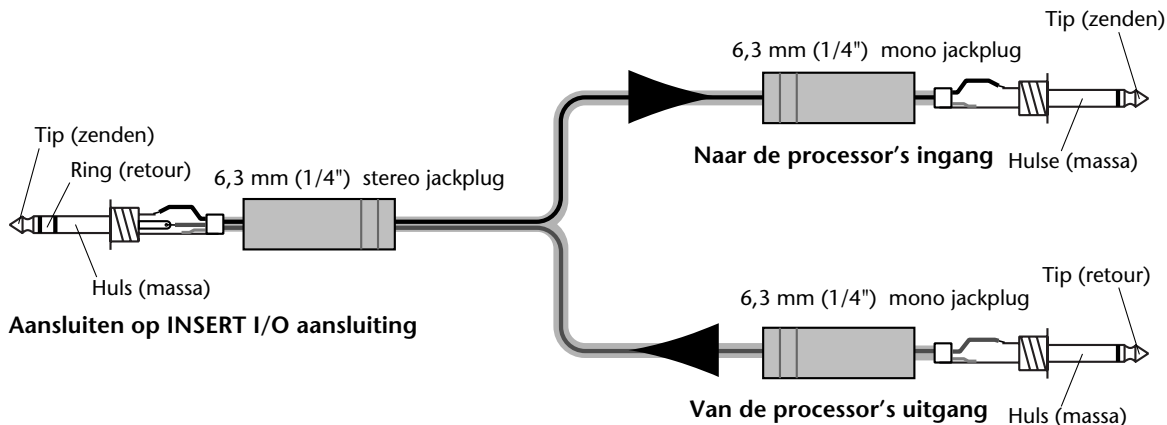 Tip (zenden)
6,3 mm (1/4") mono jackplug
Naar de processor's ingang
Hulse (massa)
Tip (zenden)
Ring (retour)
6,3 mm (1/4") stereo jackplug
Huls (massa)
Aansluiten op INSERT I/O aansluiting
Tip (retour)
6,3 mm (1/4") mono jackplug
Van de processor's uitgang
Huls (massa)